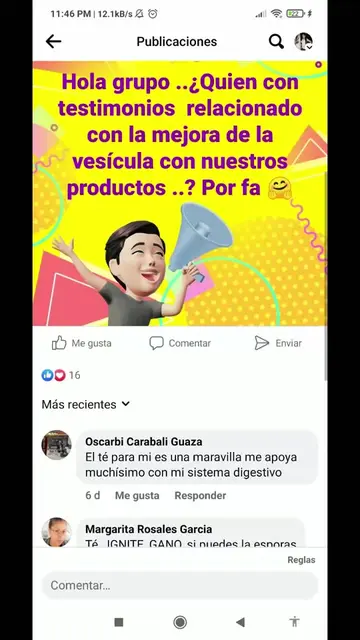 11:46 PM | 12.1kB/s
Publicaciones
Hola grupo ..¿Quien con
testimonios relacionado
con la mejora de la
vesícula con nuestros
productos ..? Por fa 🤗
Me gusta
Comentar
Enviar
16
Más recientes
Oscarbi Carabali Guaza
El té para mi es una maravilla me apoya
muchísimo con mi sistema digestivo
6 d Me gusta Responder
Margarita Rosales Garcia
Té, IGNITE, GANO, si puedes la esporas
Reglas
Comentar…